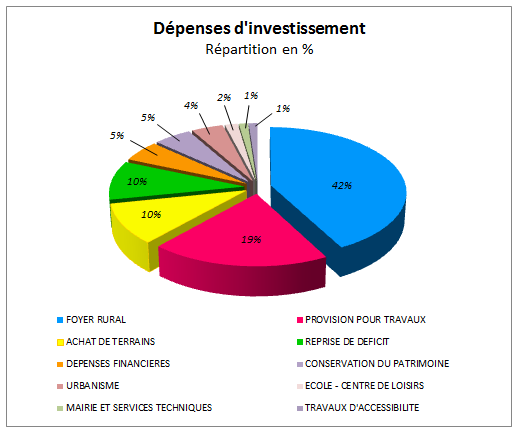 Dépenses d'investissement
Répartition en %
42%
19%
10%
10%
5%
5%
4%
2%
1%
1%
FOYER RURAL
PROVISION POUR TRAVAUX
ACHAT DE TERRAINS
REPRISE DE DEFICIT
DEPENSES FINANCIERES
CONSERVATION DU PATRIMOINE
URBANISME
ECOLE - CENTRE DE LOISIRS
MAIRIE ET SERVICES TECHNIQUES
TRAVAUX D'ACCESSIBILITE